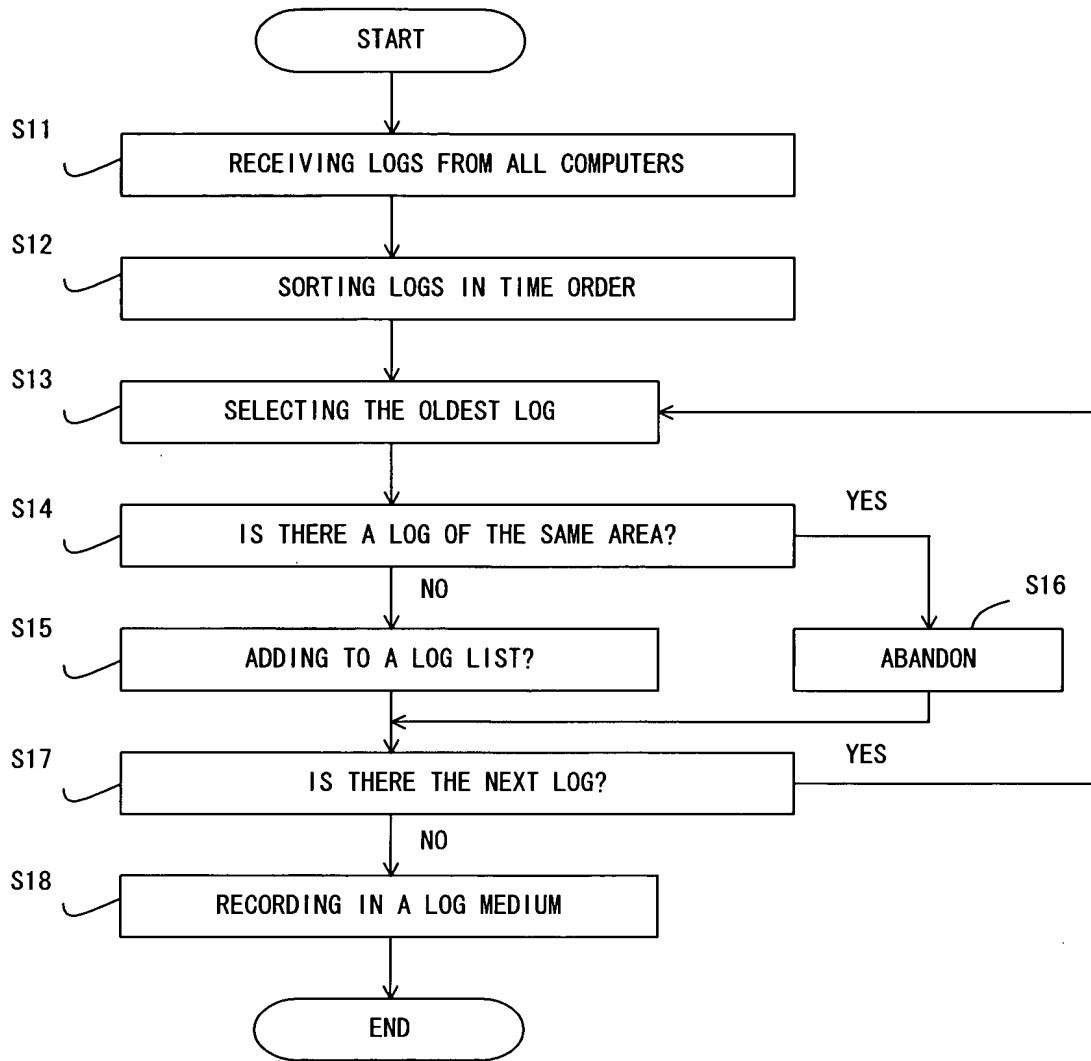 START
S11
RECEIVING LOGS FROM ALL COMPUTERS
S12
SORTING LOGS IN TIME ORDER
S13
SELECTING THE OLDEST LOG
S14
IS THERE A LOG OF THE SAME AREA?
YES
NO
S16
S15
ADDING TO A LOG LIST?
ABANDON
S17
IS THERE THE NEXT LOG?
YES
NO
S18
RECORDING IN A LOG MEDIUM
END